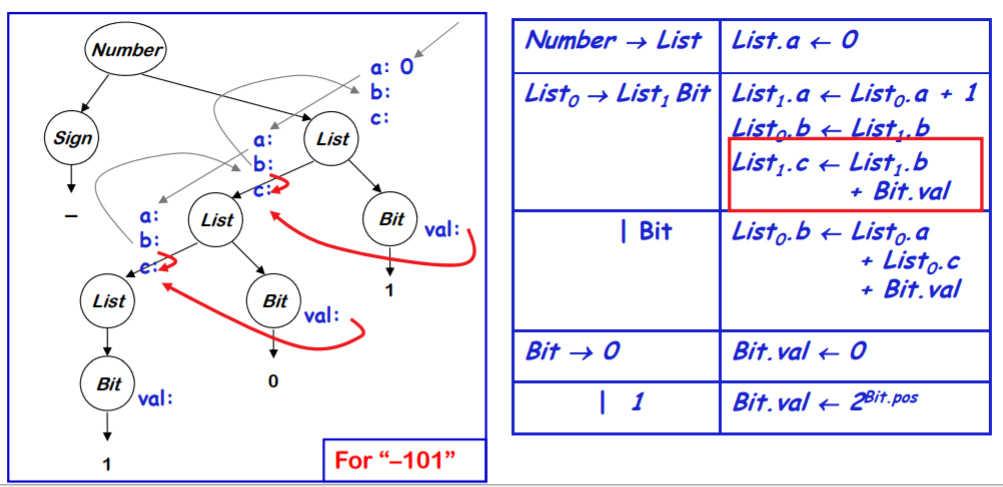 Number
a: 0
b:
c:
Sign
List
a:
b:
c:
–
List
Bit
val:
a:
b:
c:
1
List
Bit
val:
0
Bit
val:
1
For "–101"
Number → List
List.a ← 0
List₀ → List₁ Bit
List₁.a ← List₀.a + 1
List₀.b ← List₁.b
List₁.c ← List₁.b
+ Bit.val
| Bit
List₀.b ← List₀.a
+ List₀.c
+ Bit.val
Bit → 0
Bit.val ← 0
| 1
Bit.val ← 2^Bit.pos